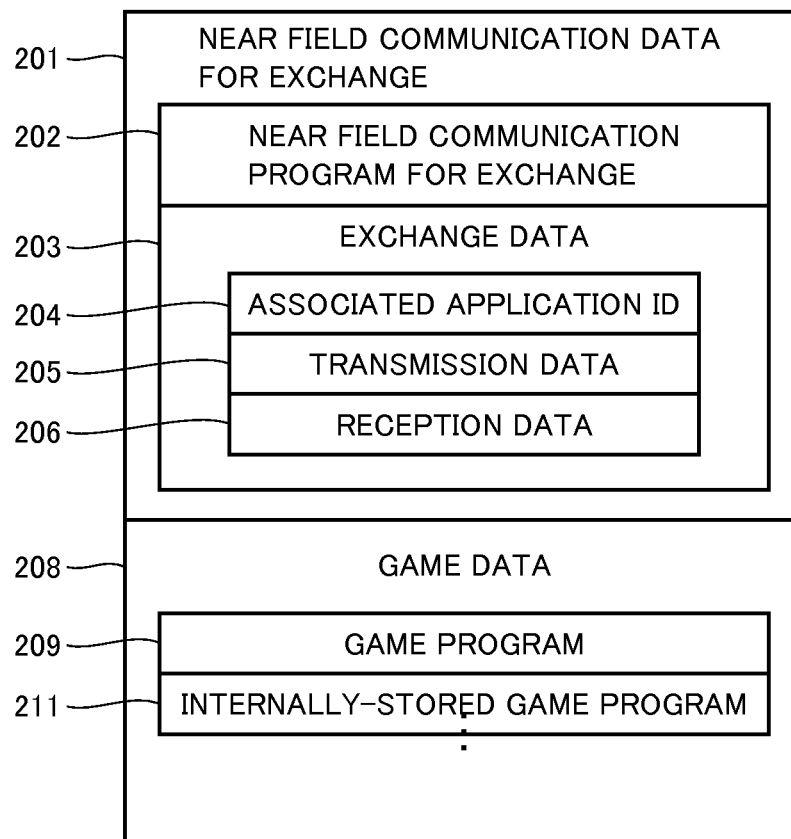 201
NEAR FIELD COMMUNICATION DATA
FOR EXCHANGE
202
NEAR FIELD COMMUNICATION
PROGRAM FOR EXCHANGE
203
EXCHANGE DATA
204
ASSOCIATED APPLICATION ID
205
TRANSMISSION DATA
206
RECEPTION DATA
208
GAME DATA
209
GAME PROGRAM
211
INTERNALLY-STORED GAME PROGRAM